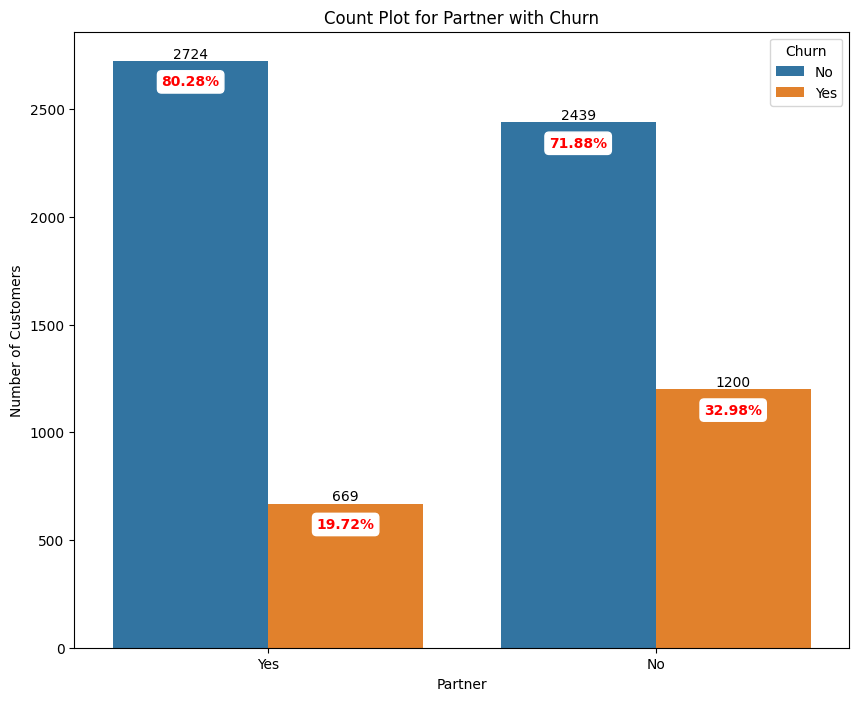 Count Plot for Partner with Churn
2724
80.28%
669
19.72%
2439
71.88%
1200
32.98%
Churn
No
Yes
Number of Customers
2500
2000
1500
1000
500
0
Yes
No
Partner